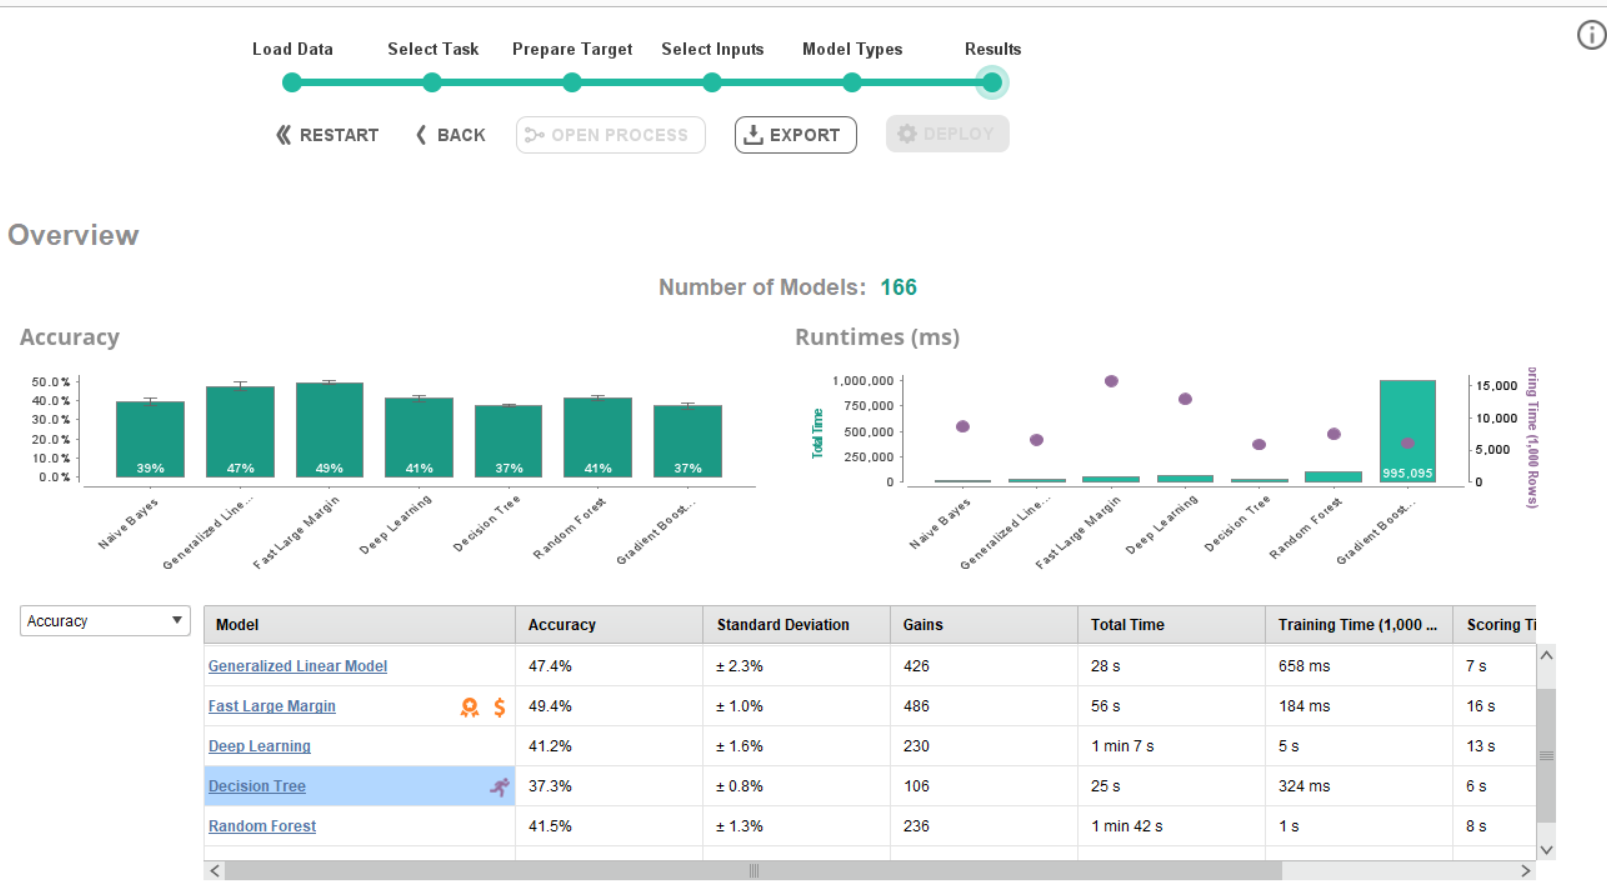 Load Data Select Task Prepare Target Select Inputs Model Types Results
RESTART BACK OPEN PROCESS EXPORT DEPLOY
Overview
Number of Models: 166
Accuracy
50.0%
40.0%
30.0%
20.0%
10.0%
0.0%
39% 47% 49% 41% 37% 41% 37%
Naive Bayes
Generalized Line...
Fast Large Margin
Deep Learning
Decision Tree
Random Forest
Gradient Boost...
Runtimes (ms)
Total Time
1,000,000
750,000
500,000
250,000
0
995,095
15,000
10,000
5,000
0
oring Time (1,000 Rows)
Naive Bayes
Generalized Line...
Fast Large Margin
Deep Learning
Decision Tree
Random Forest
Gradient Boost...
Accuracy
Model Accuracy Standard Deviation Gains Total Time Training Time (1,000 ... Scoring Ti
Generalized Linear Model 47.4% ± 2.3% 426 28 s 658 ms 7 s
Fast Large Margin $ 49.4% ± 1.0% 486 56 s 184 ms 16 s
Deep Learning 41.2% ± 1.6% 230 1 min 7 s 5 s 13 s
Decision Tree 37.3% ± 0.8% 106 25 s 324 ms 6 s
Random Forest 41.5% ± 1.3% 236 1 min 42 s 1 s 8 s